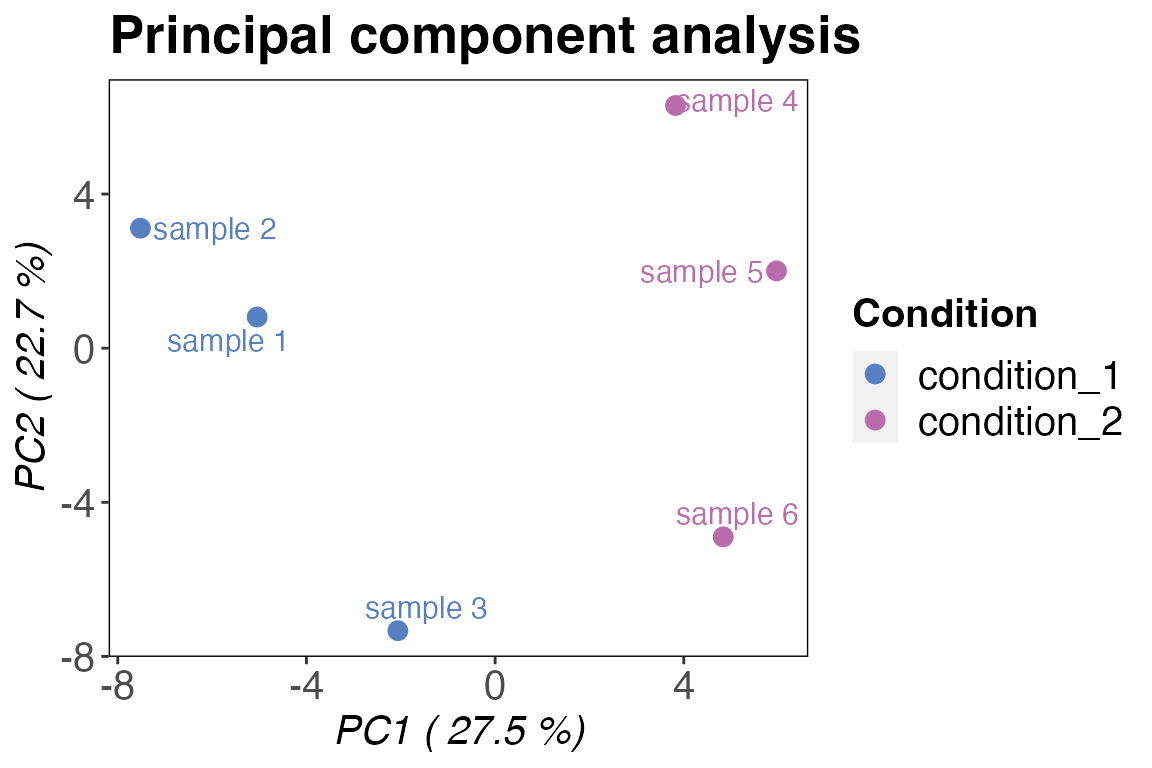 Principal component analysis
sample 4
4
sample 2
sample 5
PC2 ( 22.7 %)
Condition
sample 1
0
condition_1
condition_2
-4
sample 6
sample 3
-8
-8 -4 0 4
PC1 ( 27.5 %)